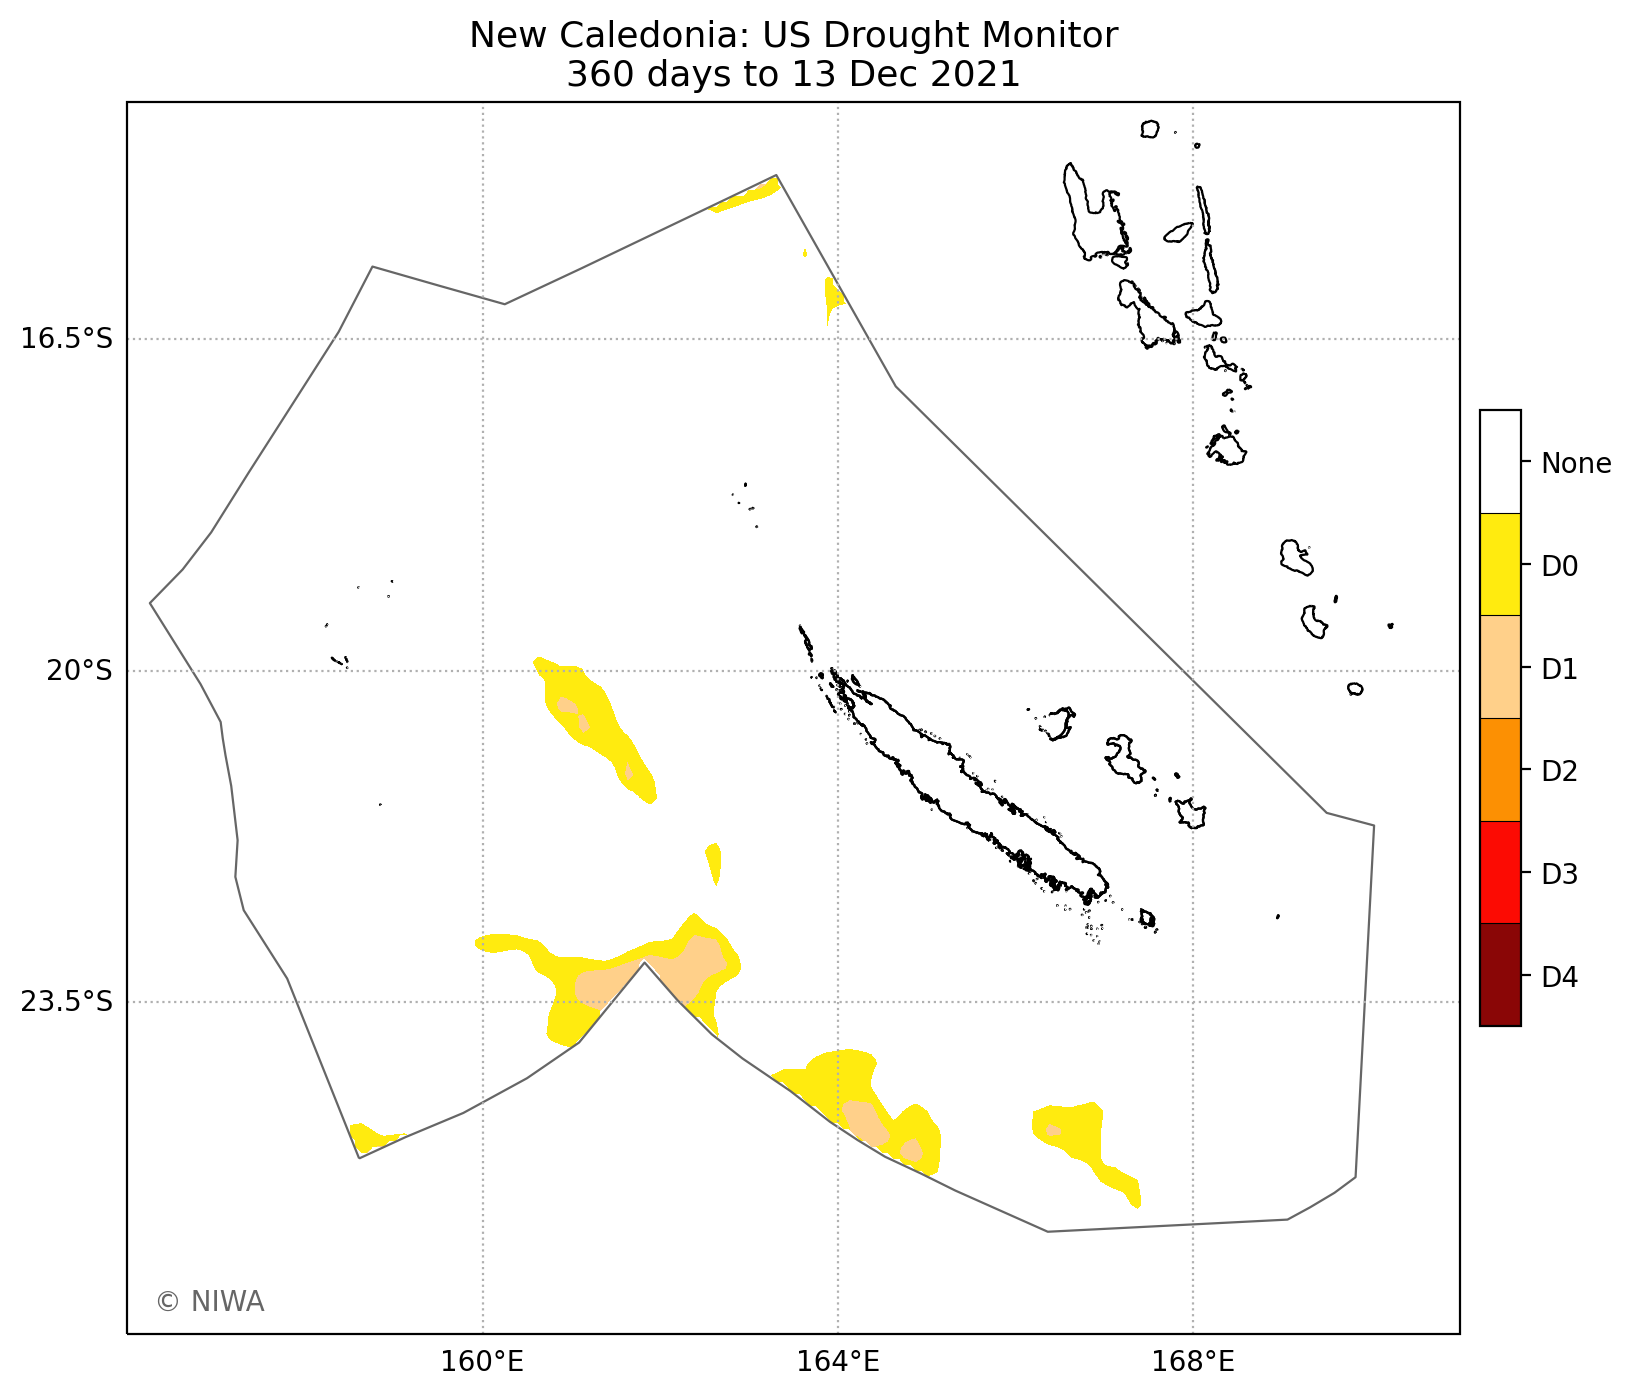 New Caledonia: US Drought Monitor
360 days to 13 Dec 2021
16.5°S
20°S
23.5°S
160°E
164°E
168°E
None
D0
D1
D2
D3
D4
© NIWA